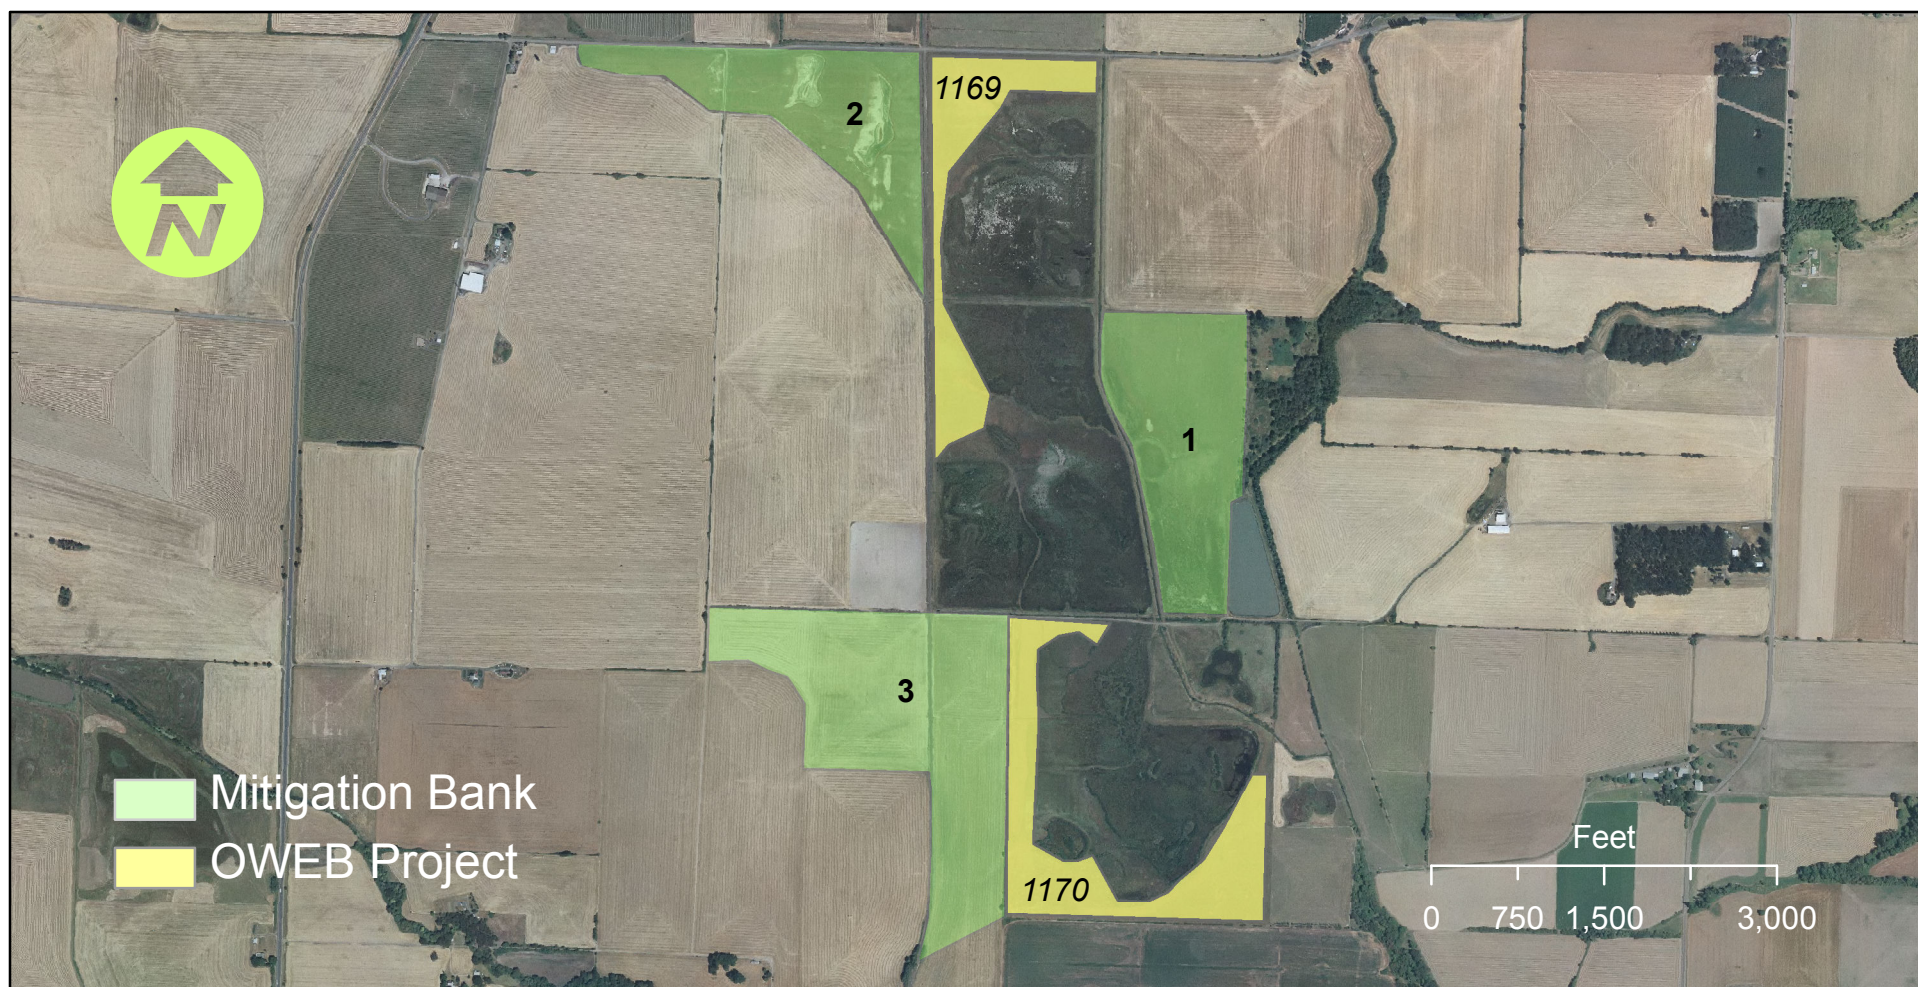 1169
2
N
1
3
Mitigation Bank
OWEB Project
1170
Feet
0 750 1,500 3,000